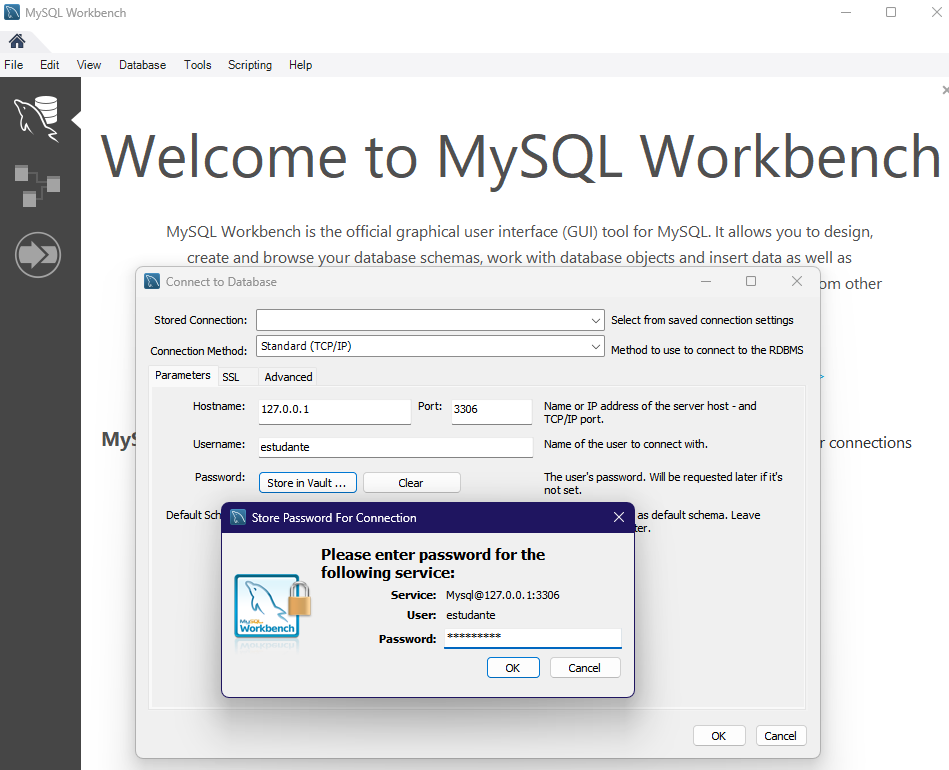 MySQL Workbench
File Edit View Database Tools Scripting Help
Welcome to MySQL Workbench
MySQL Workbench is the official graphical user interface (GUI) tool for MySQL. It allows you to design,
create and browse your database schemas, work with database objects and insert data as well as
om other
Connect to Database
Stored Connection: Select from saved connection settings
Connection Method: Standard (TCP/IP) Method to use to connect to the RDBMS
Parameters SSL Advanced
>
Hostname: 127.0.0.1 Port: 3306 Name or IP address of the server host - and
TCP/IP port.
MyS
r connections
Username: estudante Name of the user to connect with.
Password: Store in Vault ... Clear The user's password. Will be requested later if it's
not set.
Default Sch as default schema. Leave
ter.
Store Password For Connection
Please enter password for the
following service:
Service: Mysql@127.0.0.1:3306
User: estudante
Password: *********
MySQL
Workbench
OK Cancel
OK Cancel